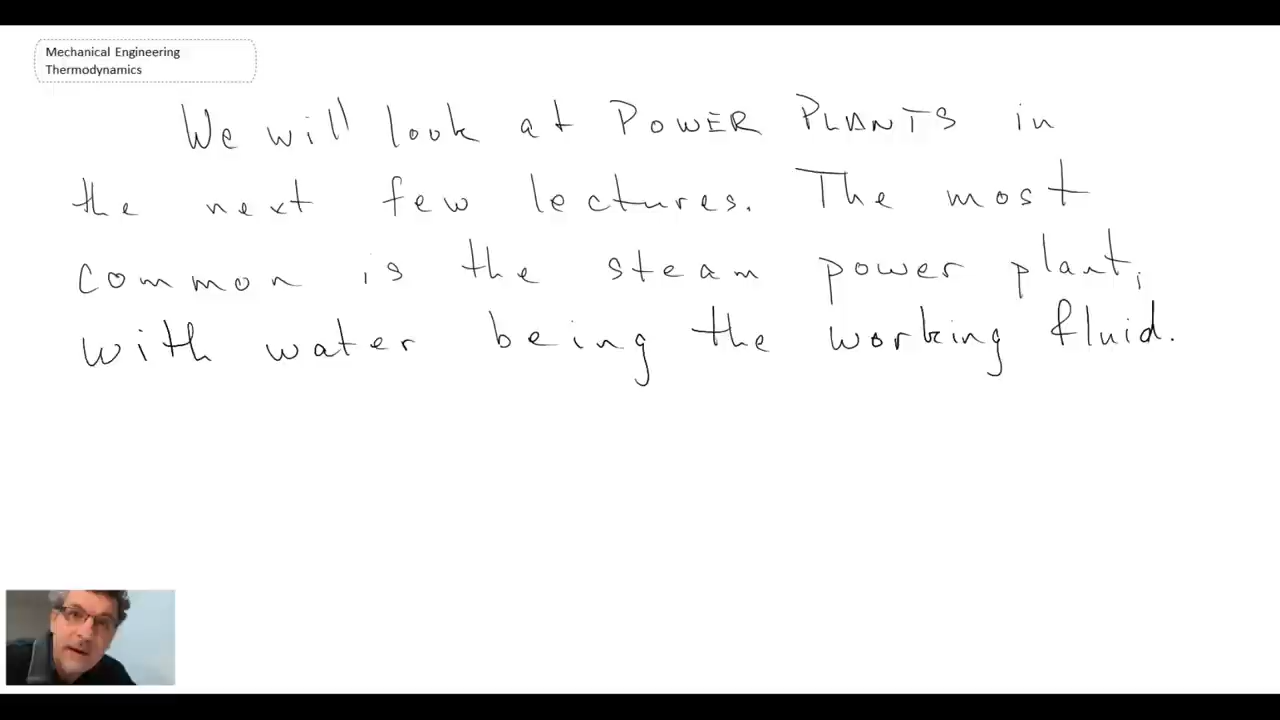 Mechanical Engineering
Thermodynamics
We will look at POWER PLANTS in
the next few lectures. The most
common is the steam power plant,
with water being the working fluid.